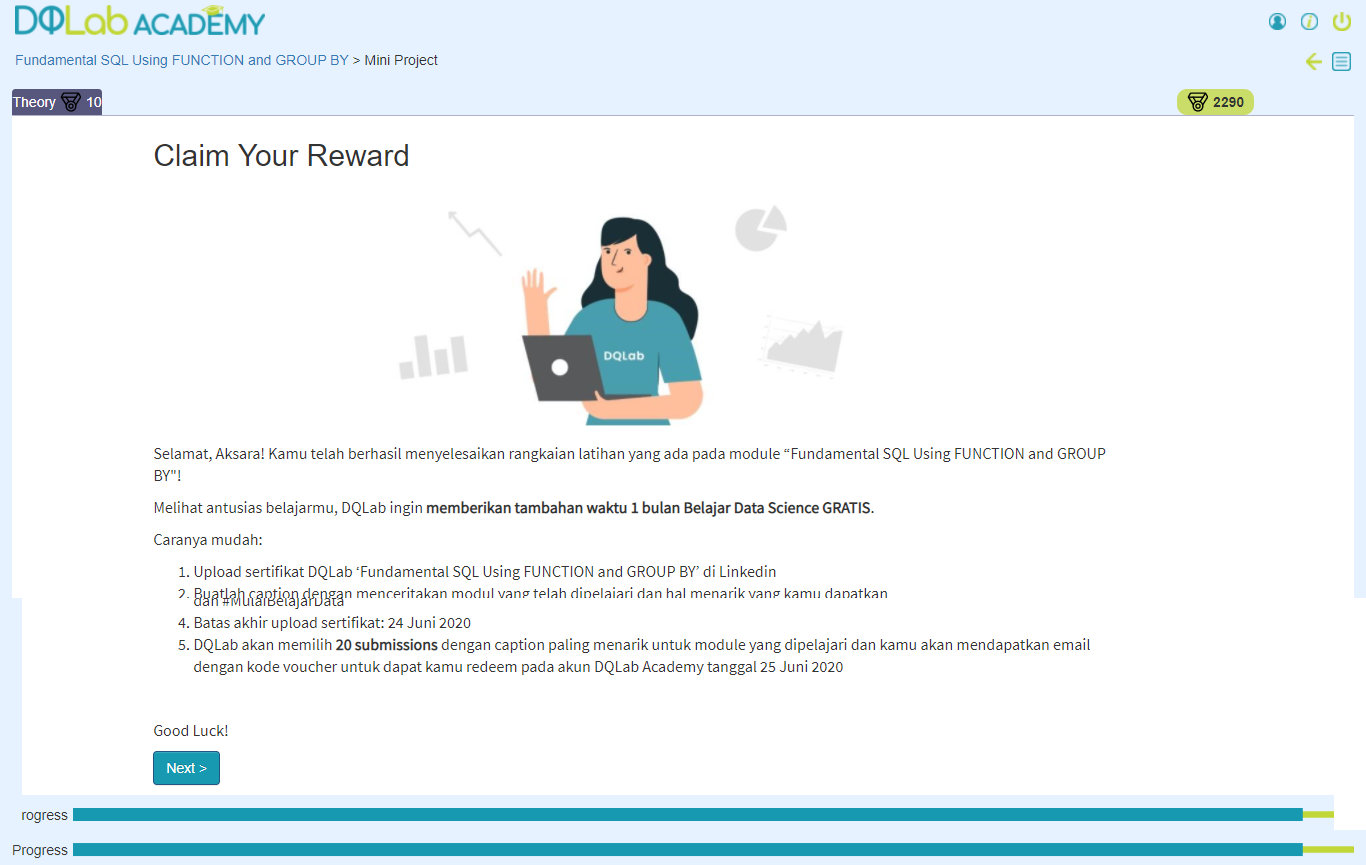 DQLab ACADEMY
Fundamental SQL Using FUNCTION and GROUP BY > Mini Project
Theory 10
2290
Claim Your Reward
DQLab
Selamat, Aksara! Kamu telah berhasil menyelesaikan rangkaian latihan yang ada pada module “Fundamental SQL Using FUNCTION and GROUP
BY"!
Melihat antusias belajarmu, DQLab ingin memberikan tambahan waktu 1 bulan Belajar Data Science GRATIS.
Caranya mudah:
1. Upload sertifikat DQLab ‘Fundamental SQL Using FUNCTION and GROUP BY’ di Linkedin
2. Buatlah caption dengan menceritakan modul yang telah dipelajari dan hal menarik yang kamu dapatkan
dan #MulaiBelajarData
4. Batas akhir upload sertifikat: 24 Juni 2020
5. DQLab akan memilih 20 submissions dengan caption paling menarik untuk module yang dipelajari dan kamu akan mendapatkan email
dengan kode voucher untuk dapat kamu redeem pada akun DQLab Academy tanggal 25 Juni 2020
Good Luck!
Next >
rogress
Progress